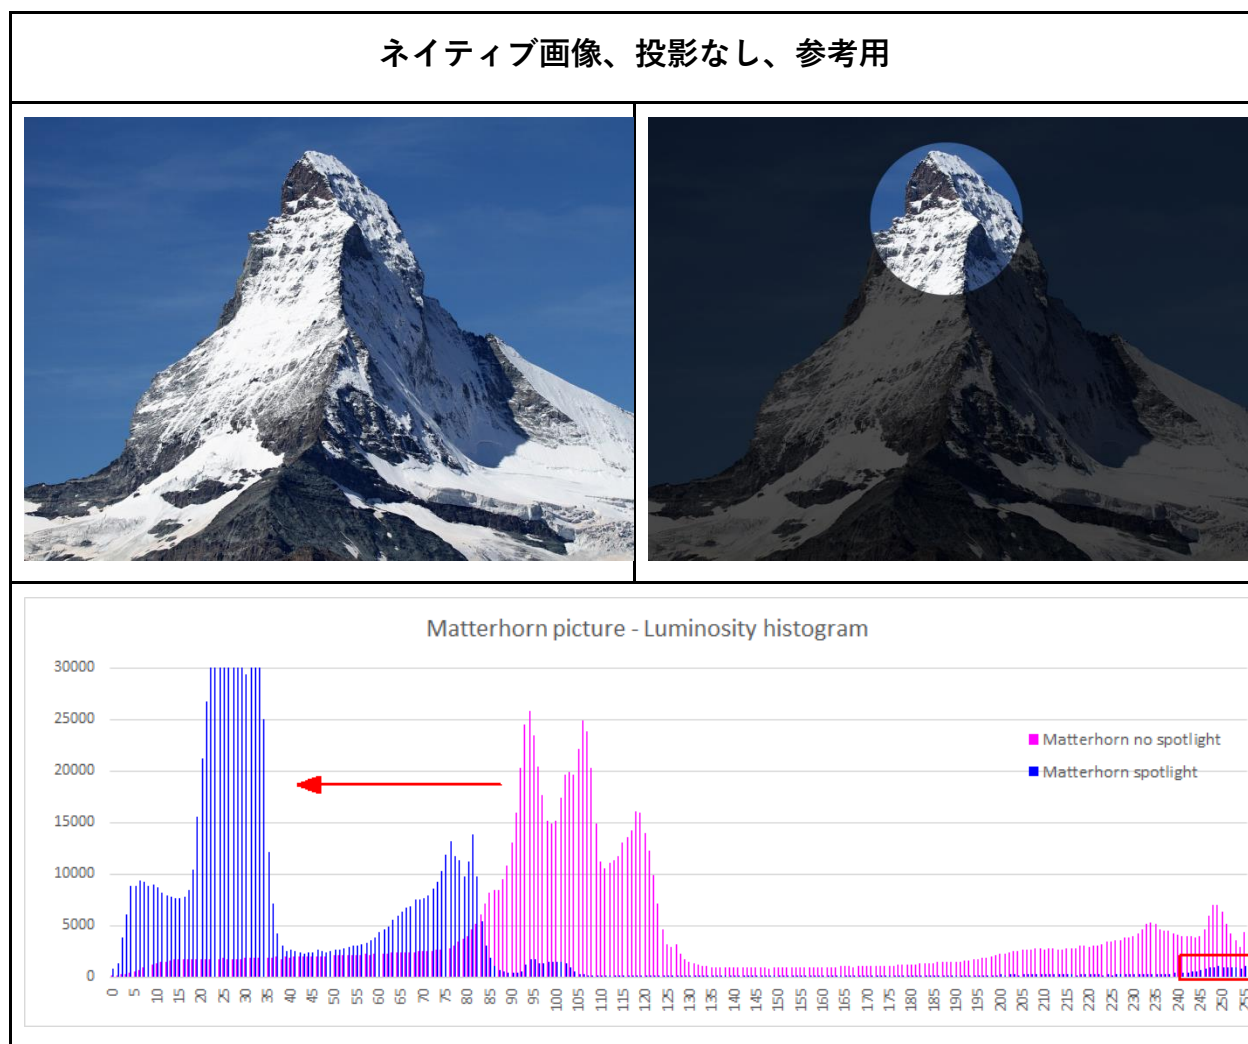 ネイティブ画像、投影なし、参考用
Matterhorn picture - Luminosity histogram
30000
25000
20000
15000
10000
5000
0
Matterhorn no spotlight
Matterhorn spotlight
0 5 10 15 20 25 30 35 40 45 50 55 60 65 70 75 80 85 90 95 100 105 110 115 120 125 130 135 140 145 150 155 160 165 170 175 180 185 190 195 200 205 210 215 220 225 230 235 240 245 250 255